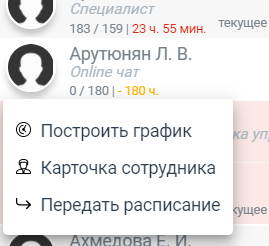 Специалист
183 / 159 | 23 ч. 55 мин.
текущее
Арутюнян Л. В.
Online чат
0 / 180 | - 180 ч.
Построить график
Карточка сотрудника
Передать расписание
Ахмедова Е. И.